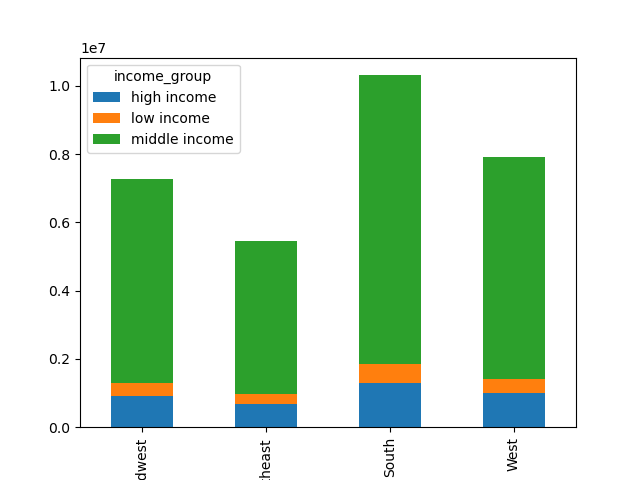 1e7
income_group
high income
low income
middle income
1.0
0.8
0.6
0.4
0.2
0.0
dwest
heast
South
West